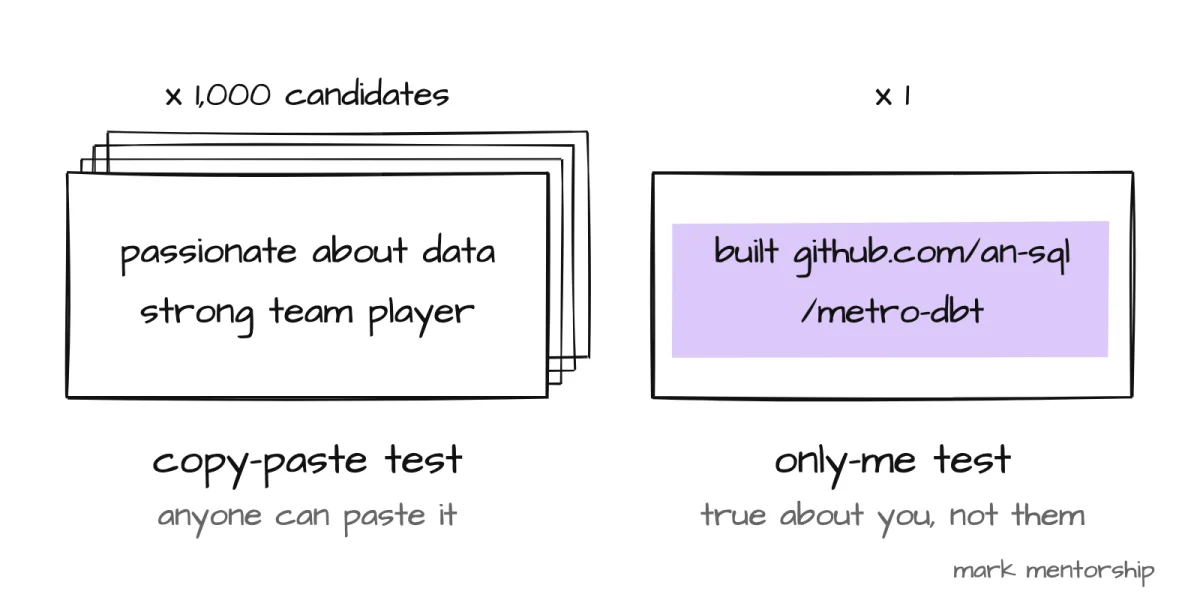 x 1,000 candidates
passionate about data
strong team player
copy-paste test
anyone can paste it
x 1
built github.com/an-sql
/metro-dbt
only-me test
true about you, not them
mark mentorship